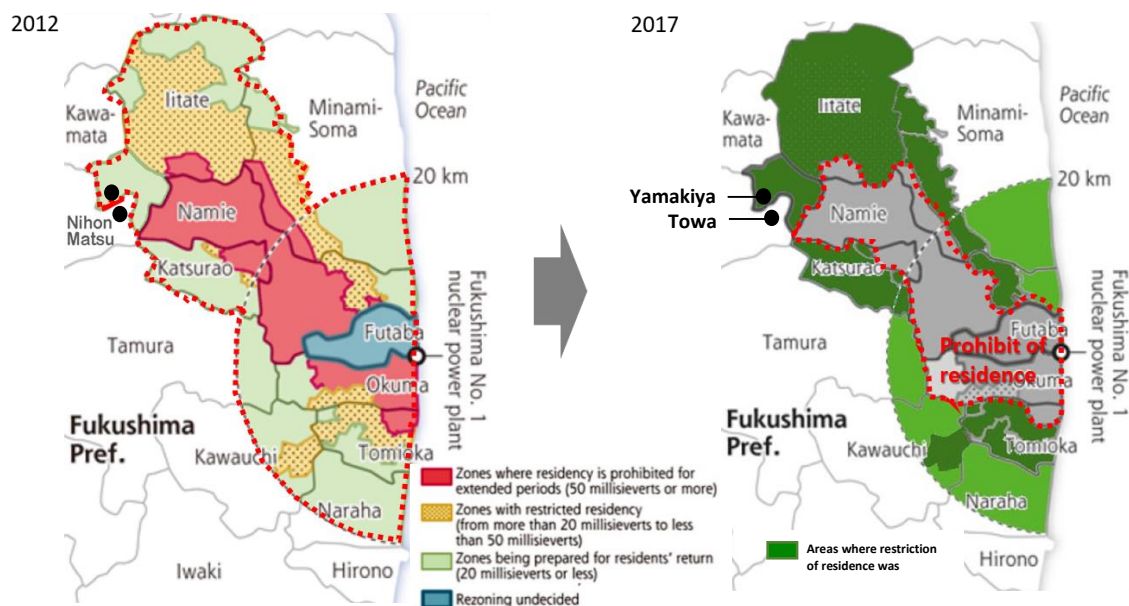 2012
Iitate
Kawa-
mata
Minami-
Soma
Pacific
Ocean
20 km
Namie
Nihon
Matsu
Katsurao
Fukushima No. 1
nuclear power plant
Futaba
Tamura
Okuma
Fukushima
Pref.
Kawauchi
Tomioka
Naraha
Iwaki
Hirono
Zones where residency is prohibited for
extended periods (50 millisieverts or more)
Zones with restricted residency
(from more than 20 millisieverts to less
than 50 millisieverts)
Zones being prepared for residents' return
(20 millisieverts or less)
Rezoning undecided
2017
Iitate
Kawa-
mata
Minami-
Soma
Pacific
Ocean
20 km
Yamakiya
Towa
Namie
Katsurao
Fukushima No. 1
nuclear power plant
Futaba
Tamura
Prohibit of
residence
Okuma
Fukushima
Pref.
Kawauchi
Tomioka
Naraha
Areas where restriction
of residence was
Iwaki
Hirono